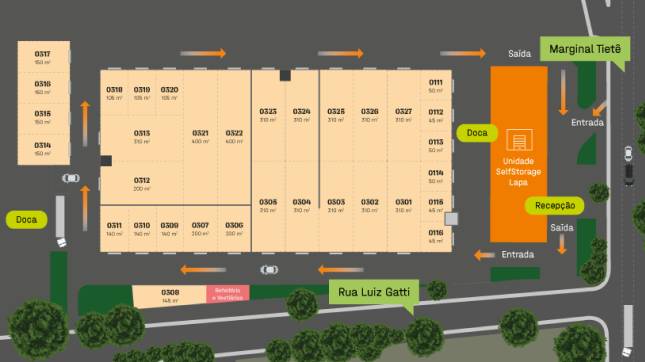 0317
150 m²
0316
150 m²
0315
150 m²
0314
150 m²
Doca
0318
105 m²
0319
105 m²
0320
105 m²
0313
310 m²
0321
400 m²
0322
400 m²
0312
200 m²
0311
140 m²
0310
140 m²
0309
140 m²
0307
200 m²
0306
200 m²
0323
310 m²
0324
310 m²
0325
310 m²
0326
310 m²
0327
310 m²
0305
310 m²
0304
310 m²
0303
310 m²
0302
310 m²
0301
310 m²
0111
50 m²
0112
45 m²
0113
50 m²
0114
50 m²
0115
45 m²
0116
45 m²
Doca
Saída
Marginal Tietê
Entrada
Unidade
SelfStorage
Lapa
Recepção
Saída
Entrada
0308
145 m²
Refeitório
e Vestiários
Rua Luiz Gatti